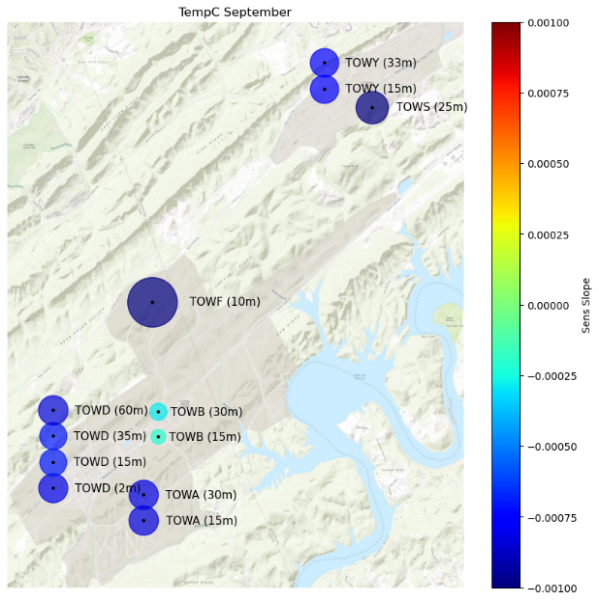 TempC September
TOWY (33m)
TOWY (15m)
TOWS (25m)
TOWF (10m)
TOWD (60m)
TOWB (30m)
TOWD (35m)
TOWB (15m)
TOWD (15m)
TOWD (2m)
TOWA (30m)
TOWA (15m)
0.00100
0.00075
0.00050
0.00025
0.00000
−0.00025
−0.00050
−0.00075
−0.00100
Sens Slope